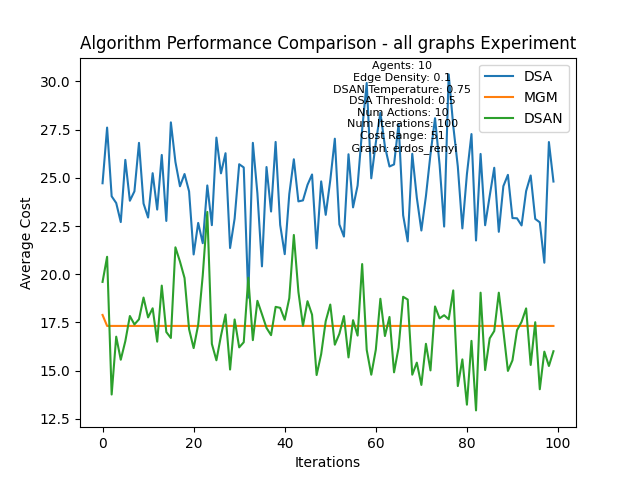 Algorithm Performance Comparison - all graphs Experiment
Agents: 10
Edge Density: 0.1
DSAN Temperature: 0.75
DSA Threshold: 0.5
Num Actions: 10
Num Iterations: 100
Cost Range: 51
Graph: erdos_renyi
DSA
MGM
DSAN
Average Cost
30.0
27.5
25.0
22.5
20.0
17.5
15.0
12.5
0 20 40 60 80 100
Iterations